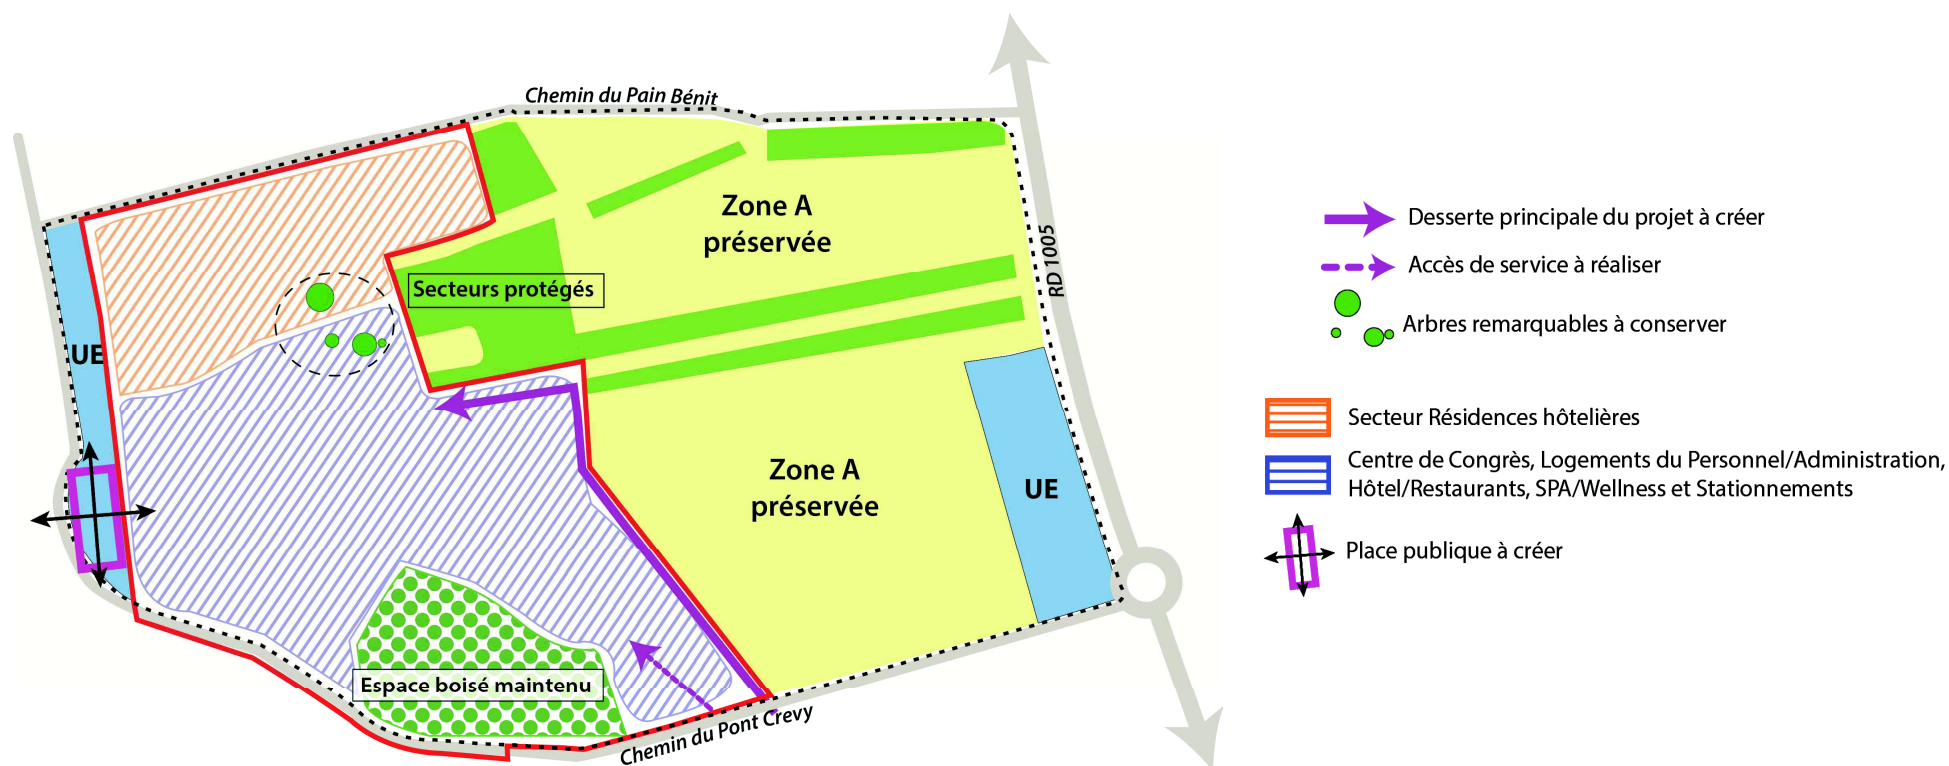 Chemin du Pain Bénit
Zone A
préservée
RD 1005
Secteurs protégés
UE
Zone A
préservée
UE
Espace boisé maintenu
Chemin du Pont Crevy
Desserte principale du projet à créer
Accès de service à réaliser
Arbres remarquables à conserver
Secteur Résidences hôtelières
Centre de Congrès, Logements du Personnel/Administration,
Hôtel/Restaurants, SPA/Wellness et Stationnements
Place publique à créer